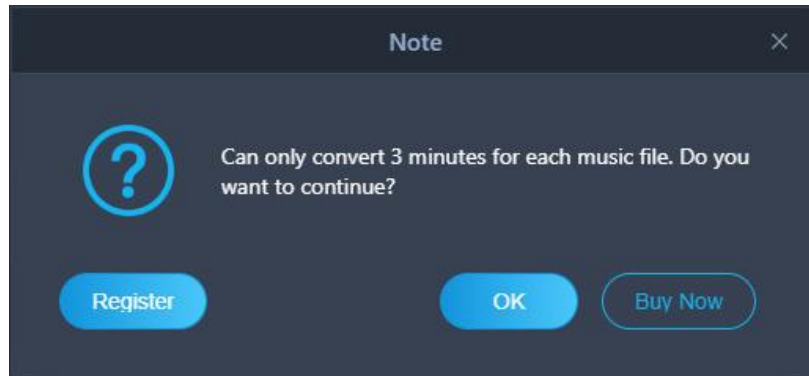 Note
Can only convert 3 minutes for each music file. Do you
want to continue?
Register
OK
Buy Now